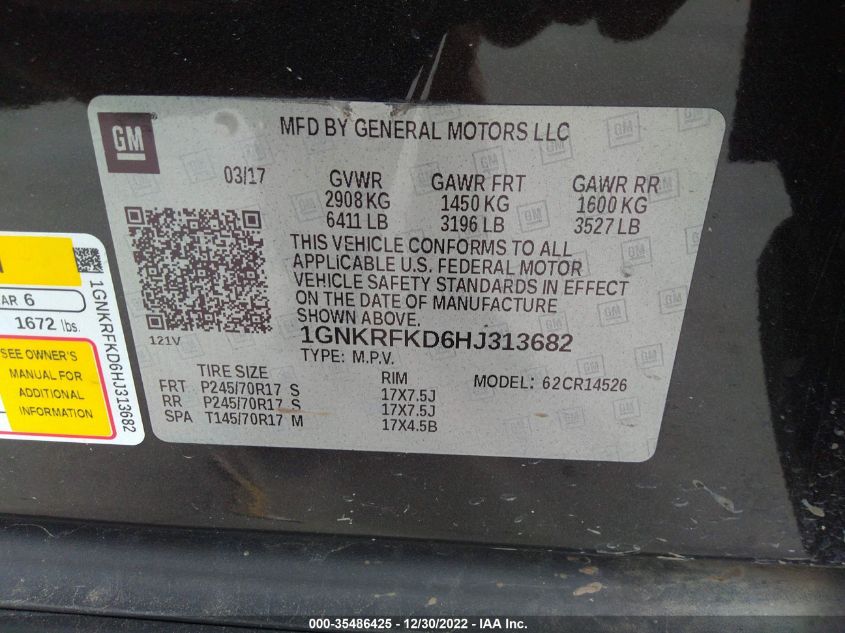 GM
MFD BY GENERAL MOTORS LLC
03/17
GVWR GAWR FRT GAWR RR
2908 KG 1450 KG 1600 KG
6411 LB 3196 LB 3527 LB
THIS VEHICLE CONFORMS TO ALL
APPLICABLE U.S. FEDERAL MOTOR
VEHICLE SAFETY STANDARDS IN EFFECT
ON THE DATE OF MANUFACTURE
SHOWN ABOVE.
121V
1GNKRFKD6HJ313682
TYPE: M.P.V.
TIRE SIZE RIM MODEL: 62CR14526
FRT P245/70R17 S 17X7.5J
RR P245/70R17 S 17X7.5J
SPA T145/70R17 M 17X4.5B
AR 6
1672 lbs.
SEE OWNER'S
MANUAL FOR
ADDITIONAL
INFORMATION
1GNKRFKD6HJ313682
000-35486425 - 12/30/2022 - IAA Inc.